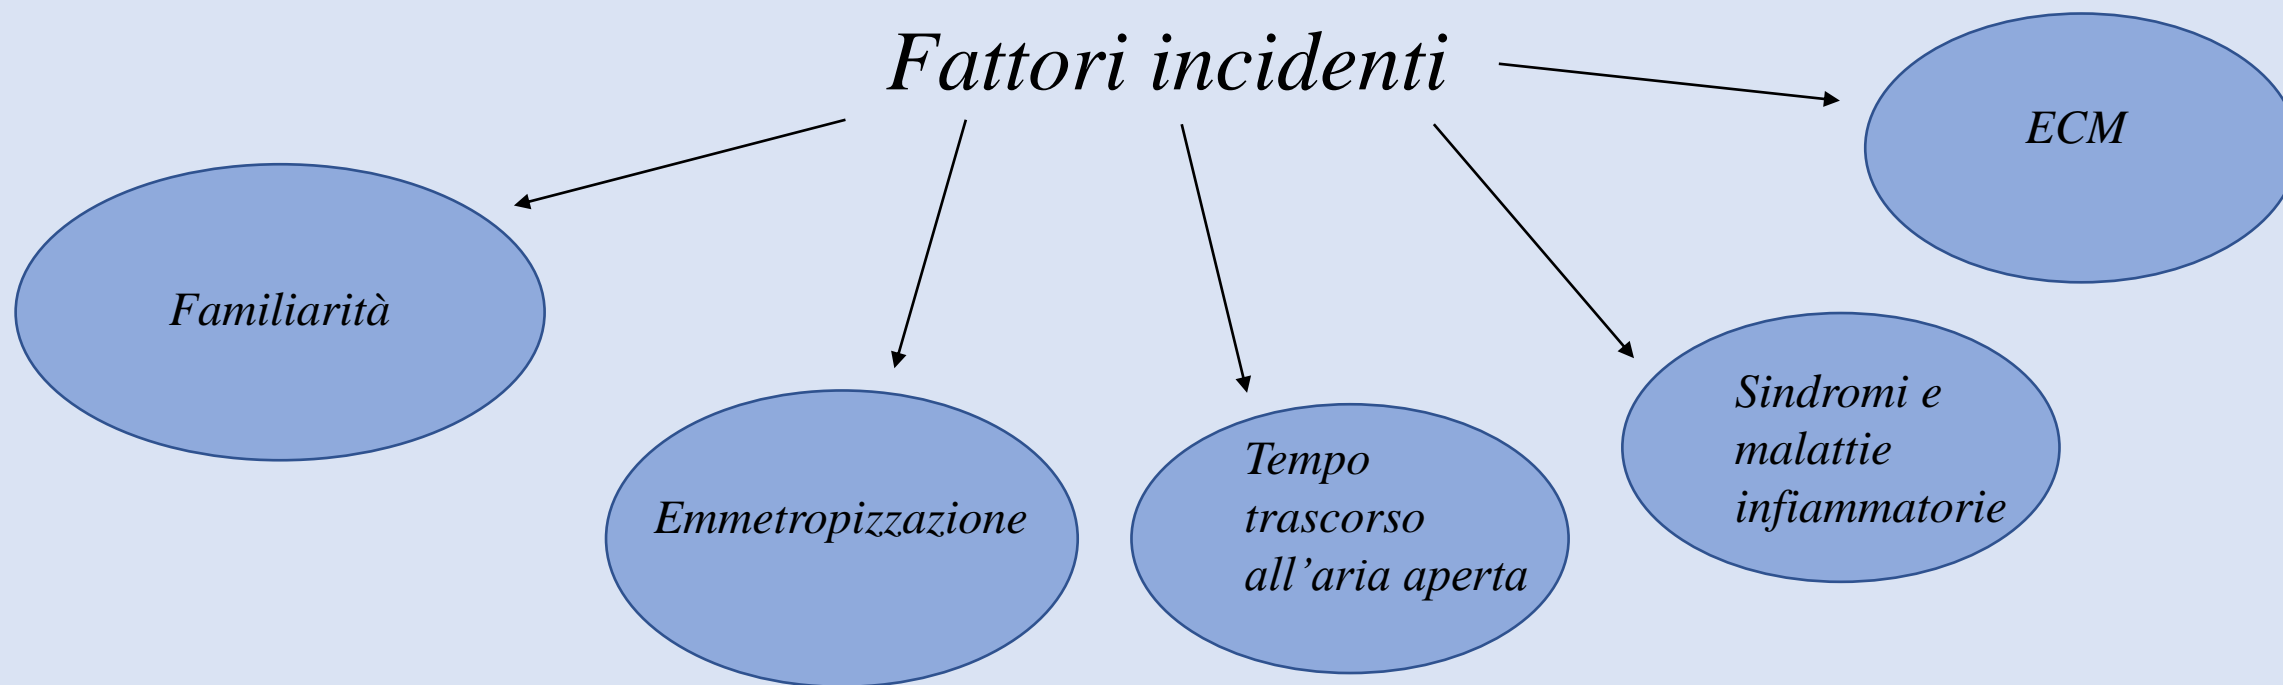 Fattori incidenti
ECM
Familiarità
Emmetropizzazione
Tempo
trascorso
all’aria aperta
Sindromi e
malattie
infiammatorie